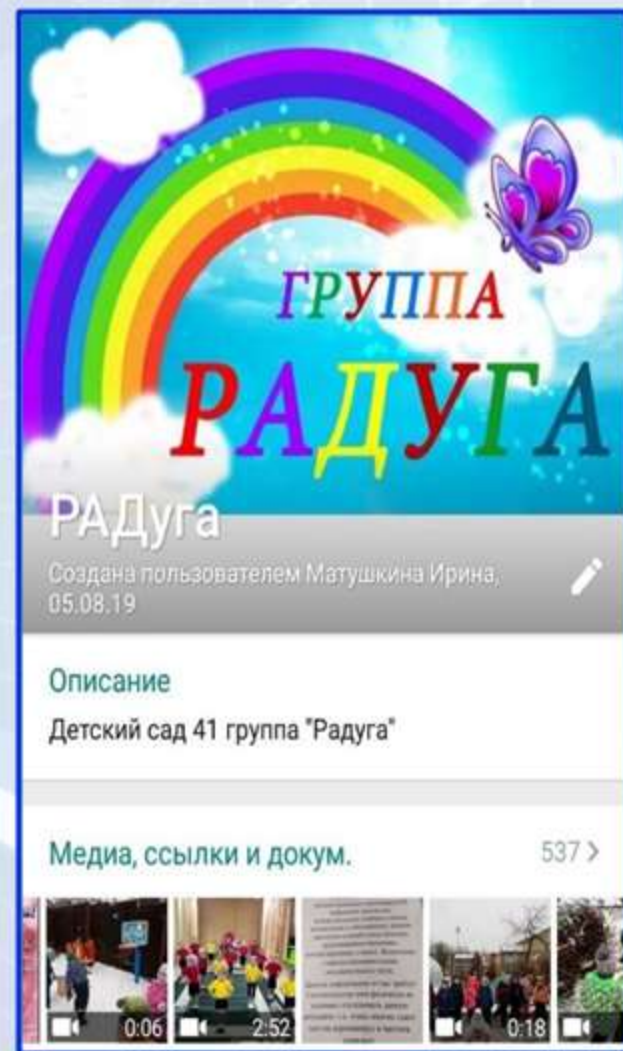 ГРУППА
РАДУГА
РАДуга
Создана пользователем Матушкина Ирина,
05.08.19
Описание
Детский сад 41 группа "Радуга"
Медиа, ссылки и докум.
537 >
0:06
2:52
0:18